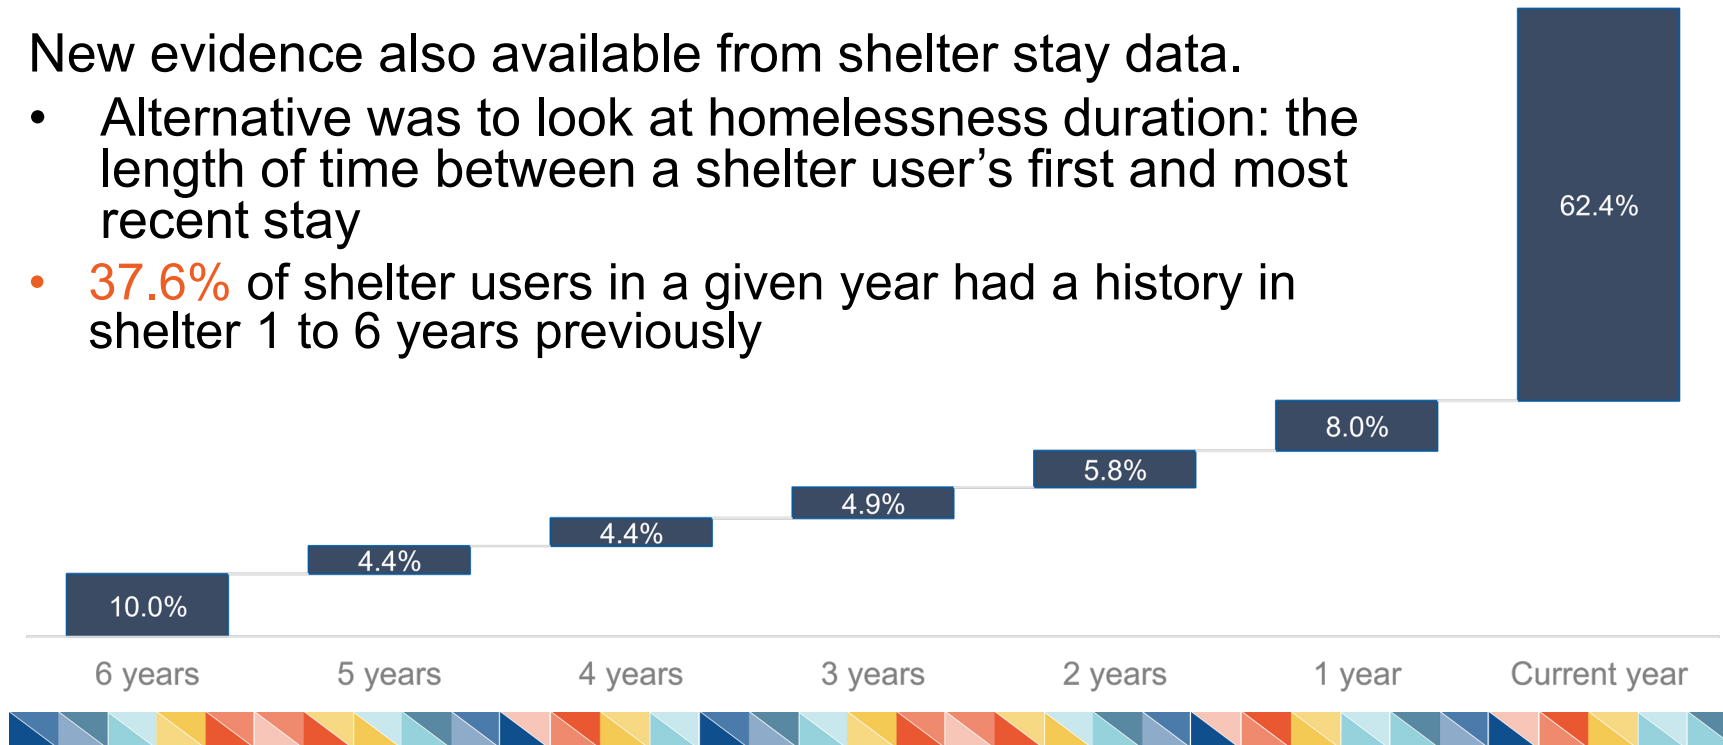 New evidence also available from shelter stay data.
• Alternative was to look at homelessness duration: the
length of time between a shelter user’s first and most
recent stay
• 37.6% of shelter users in a given year had a history in
shelter 1 to 6 years previously
62.4%
8.0%
5.8%
4.9%
4.4%
4.4%
10.0%
6 years 5 years 4 years 3 years 2 years 1 year Current year